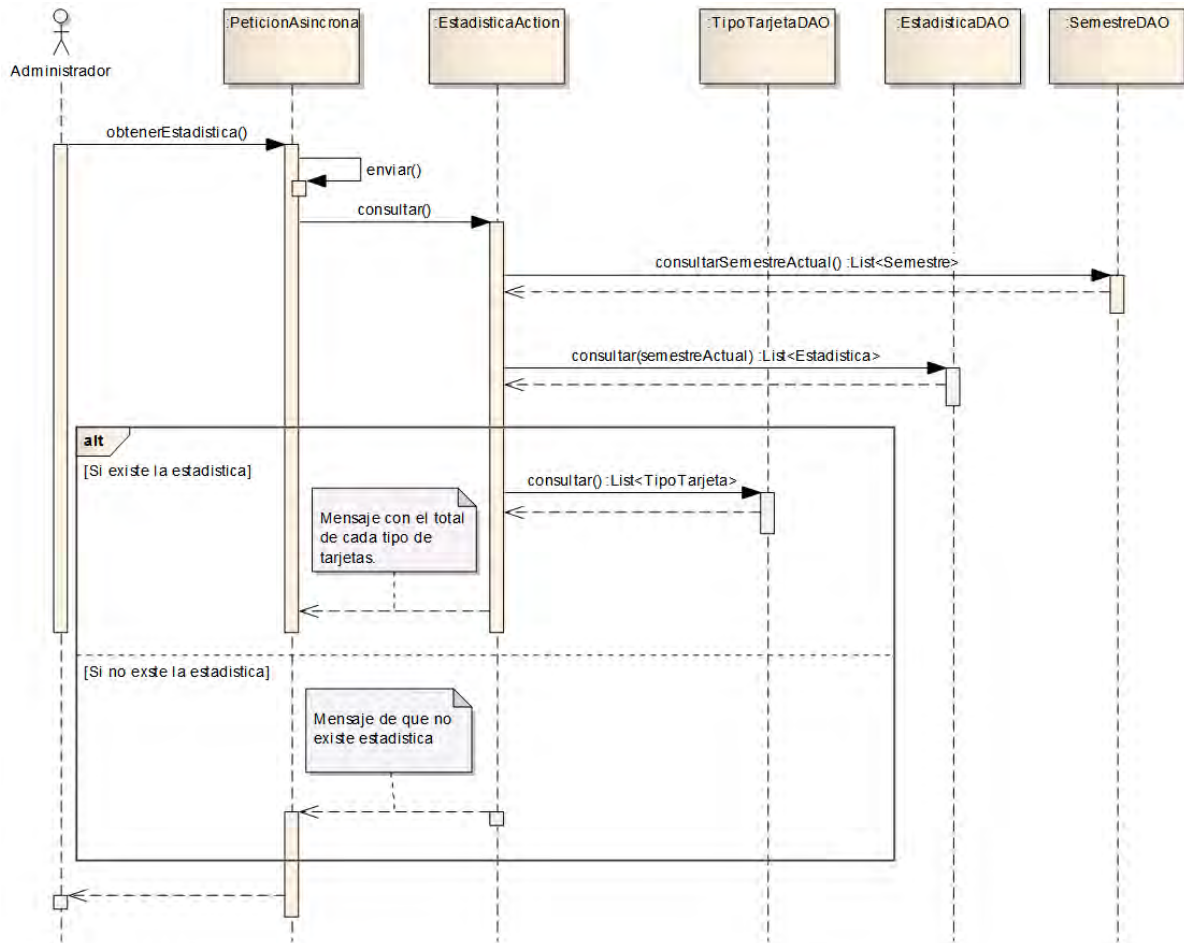 :PeticionAsincrona
:EstadisticaAction
:TipoTarjetaDAO
:EstadisticaDAO
:SemestreDAO
Administrador
obtenerEstadistica()
enviar()
consultar()
consultarSemestreActual() :List<Semestre>
consultar(semestreActual) :List<Estadistica>
alt
[Si existe la estadistica]
consultar() :List<TipoTarjeta>
Mensaje con el total
de cada tipo de
tarjetas.
[Si no exste la estadistica]
Mensaje de que no
existe estadistica